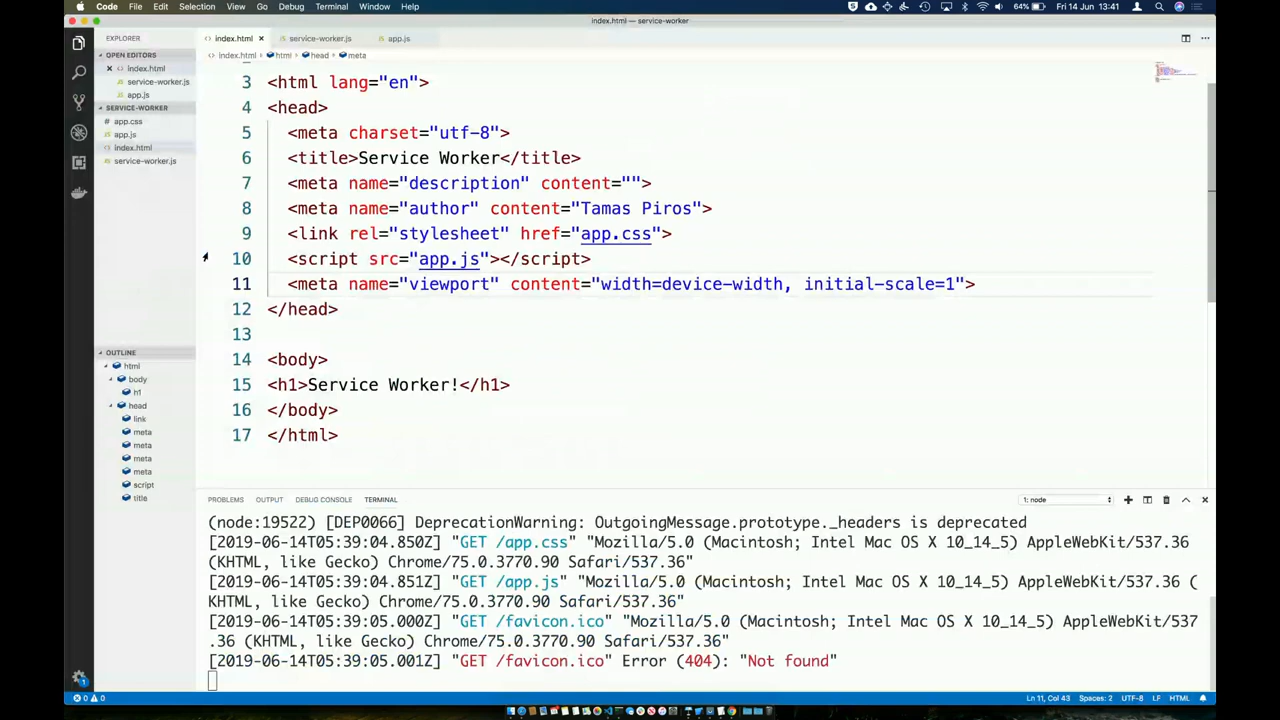 Code File Edit Selection View Go Debug Terminal Window Help
64% Fri 14 Jun 13:41
index.html — service-worker
EXPLORER
OPEN EDITORS
index.html
service-worker.js
app.js
SERVICE-WORKER
app.css
app.js
index.html
service-worker.js
OUTLINE
html
body
h1
head
link
meta
meta
meta
meta
script
title
index.html service-worker.js app.js
index.html html head meta
3 <html lang="en">
4 <head>
5 <meta charset="utf-8">
6 <title>Service Worker</title>
7 <meta name="description" content="">
8 <meta name="author" content="Tamas Piros">
9 <link rel="stylesheet" href="app.css">
10 <script src="app.js"></script>
11 <meta name="viewport" content="width=device-width, initial-scale=1">
12 </head>
13
14 <body>
15 <h1>Service Worker!</h1>
16 </body>
17 </html>
PROBLEMS OUTPUT DEBUG CONSOLE TERMINAL 1: node
(node:19522) [DEP0066] DeprecationWarning: OutgoingMessage.prototype._headers is deprecated
[2019-06-14T05:39:04.850Z] "GET /app.css" "Mozilla/5.0 (Macintosh; Intel Mac OS X 10_14_5) AppleWebKit/537.36
(KHTML, like Gecko) Chrome/75.0.3770.90 Safari/537.36"
[2019-06-14T05:39:04.851Z] "GET /app.js" "Mozilla/5.0 (Macintosh; Intel Mac OS X 10_14_5) AppleWebKit/537.36 (
KHTML, like Gecko) Chrome/75.0.3770.90 Safari/537.36"
[2019-06-14T05:39:05.000Z] "GET /favicon.ico" "Mozilla/5.0 (Macintosh; Intel Mac OS X 10_14_5) AppleWebKit/537
.36 (KHTML, like Gecko) Chrome/75.0.3770.90 Safari/537.36"
[2019-06-14T05:39:05.001Z] "GET /favicon.ico" Error (404): "Not found"
0 0 Ln 11, Col 43 Spaces: 2 UTF-8 LF HTML